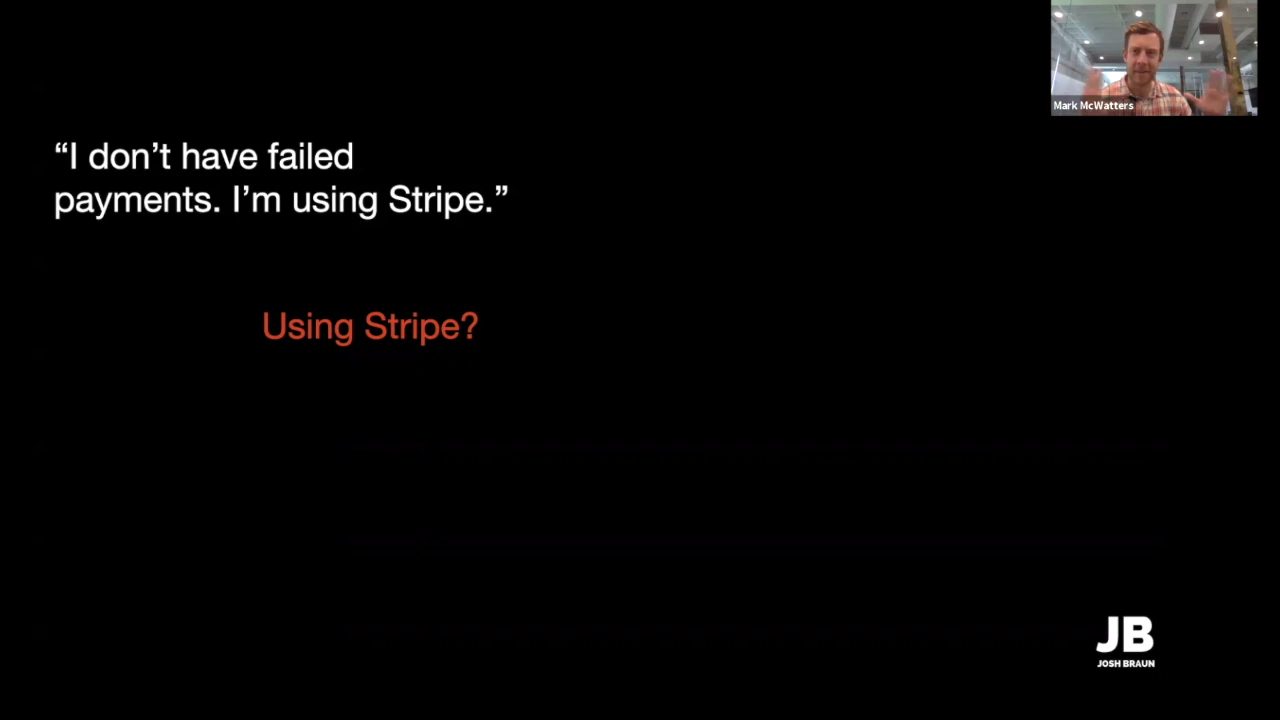 Mark McWatters
“I don’t have failed
payments. I’m using Stripe.”
Using Stripe?
JB
JOSH BRAUN